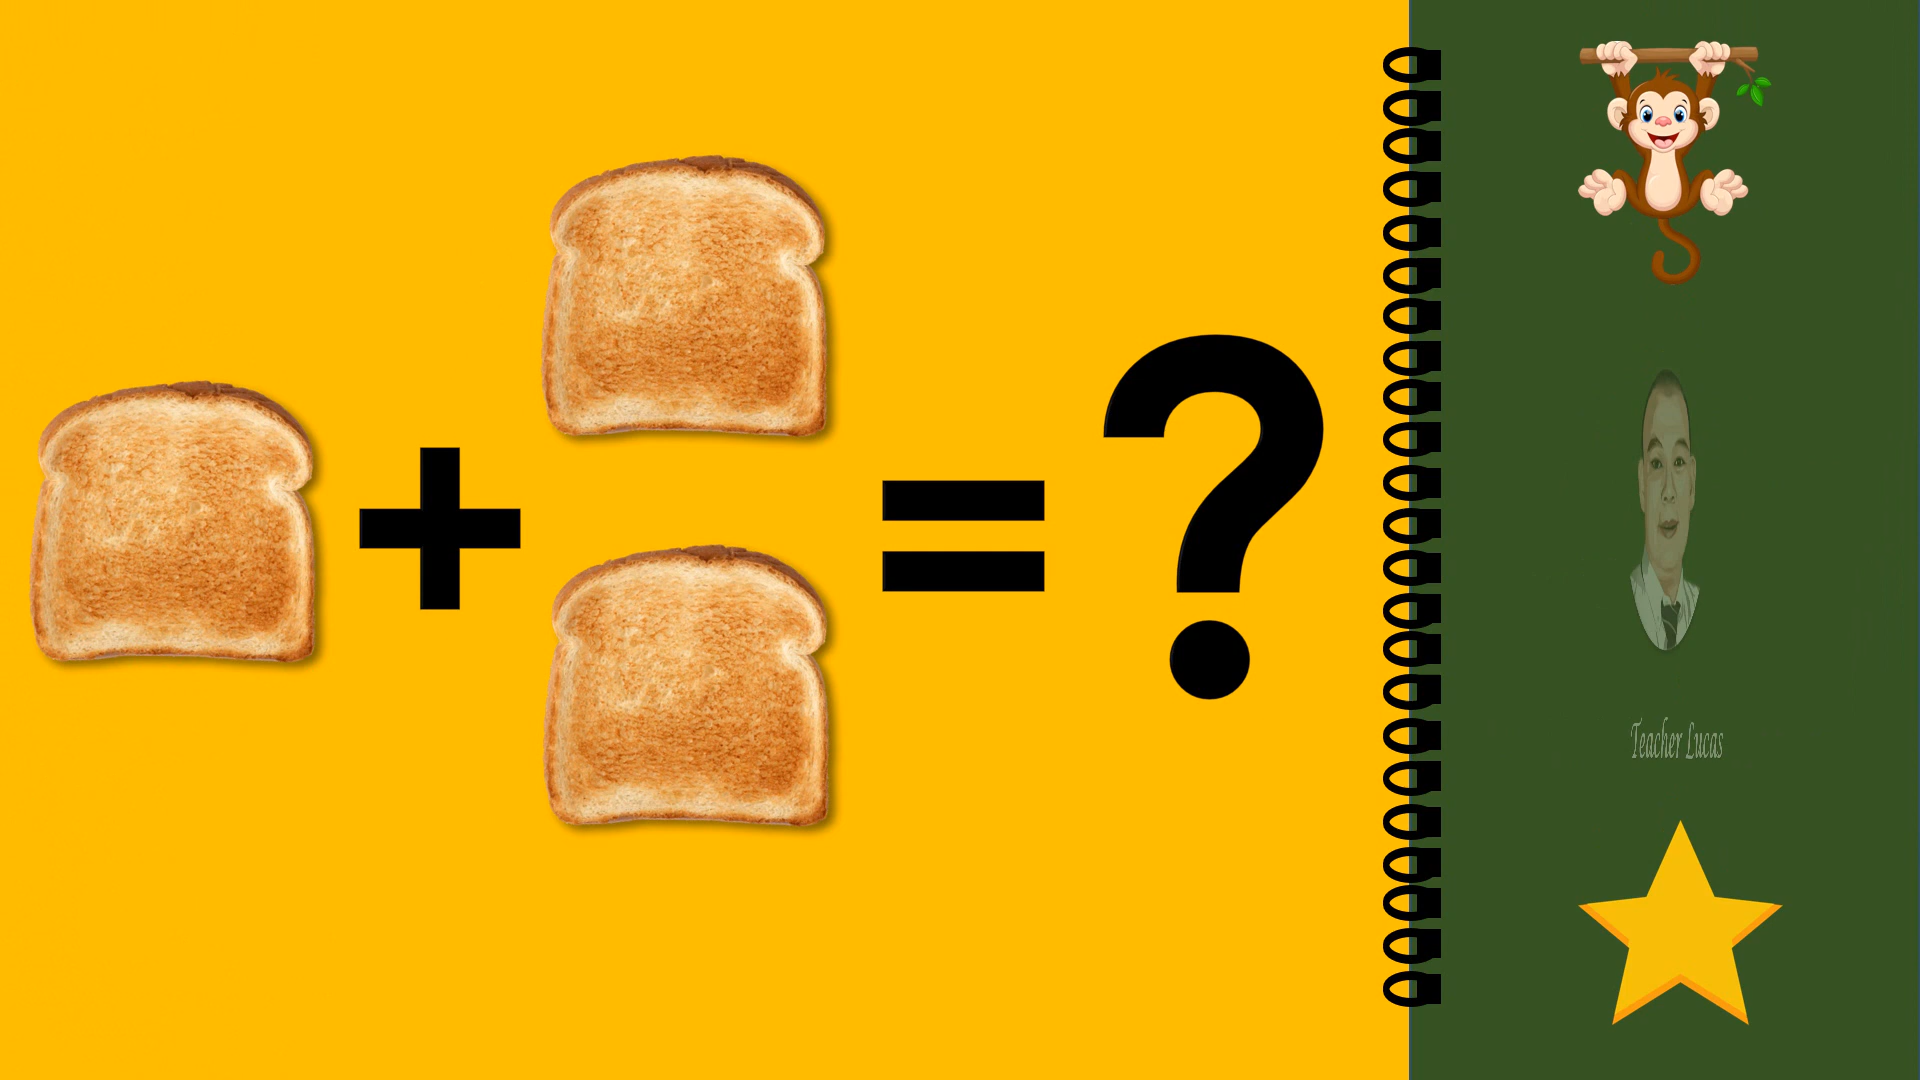 +
=
?
Teacher Lucas